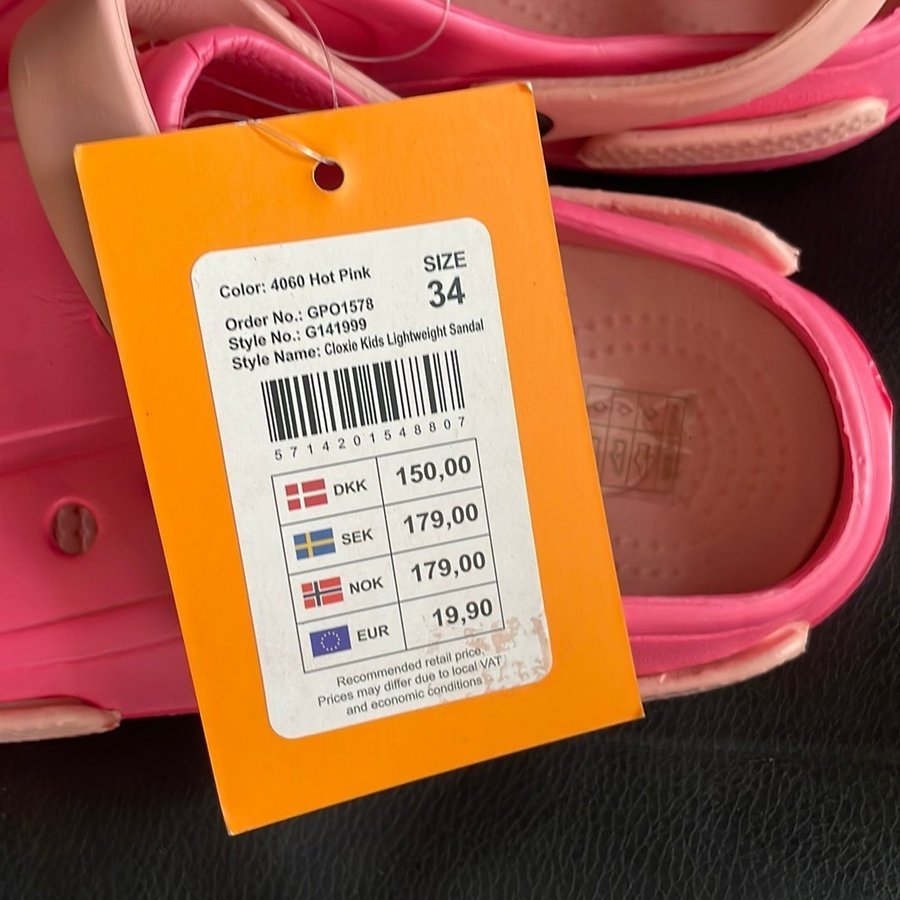 Color: 4060 Hot Pink
SIZE
34
Order No.: GPO1578
Style No.: G141999
Style Name: Cloxie Kids Lightweight Sandal
5714201548807
DKK 150,00
SEK 179,00
NOK 179,00
EUR 19,90
Recommended retail price.
Prices may differ due to local VAT
and economic conditions